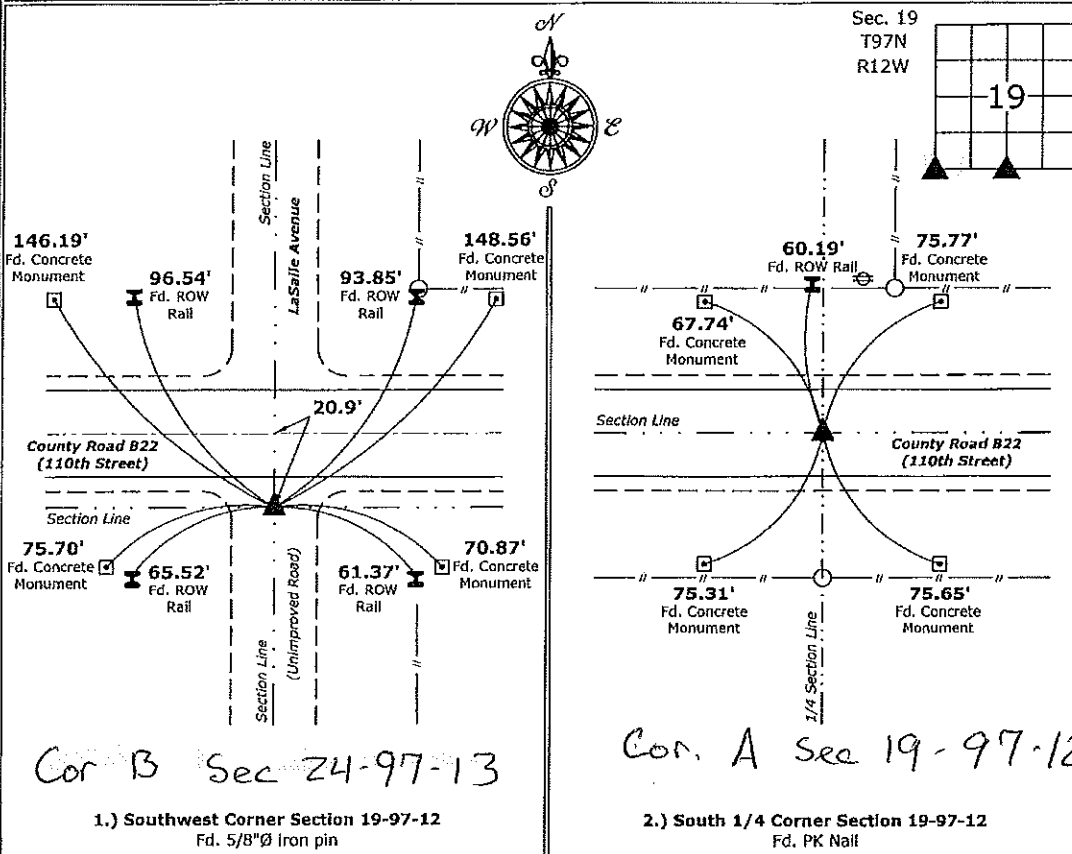 N
W
E
S
Sec. 19
T97N
R12W
19
146.19'
Fd. Concrete
Monument
96.54'
Fd. ROW
Rail
Section Line
LaSalle Avenue
93.85'
Fd. ROW
Rail
148.56'
Fd. Concrete
Monument
20.9'
County Road B22
(110th Street)
Section Line
75.70'
Fd. Concrete
Monument
65.52'
Fd. ROW
Rail
Section Line
(Unimproved Road)
61.37'
Fd. ROW
Rail
70.87'
Fd. Concrete
Monument
Cor B Sec 24-97-13
1.) Southwest Corner Section 19-97-12
Fd. 5/8"Ø iron pin
60.19'
Fd. ROW Rail
75.77'
Fd. Concrete
Monument
67.74'
Fd. Concrete
Monument
Section Line
County Road B22
(110th Street)
75.31'
Fd. Concrete
Monument
75.65'
Fd. Concrete
Monument
1/4 Section Line
Cor. A Sec 19-97-12
2.) South 1/4 Corner Section 19-97-12
Fd. PK Nail